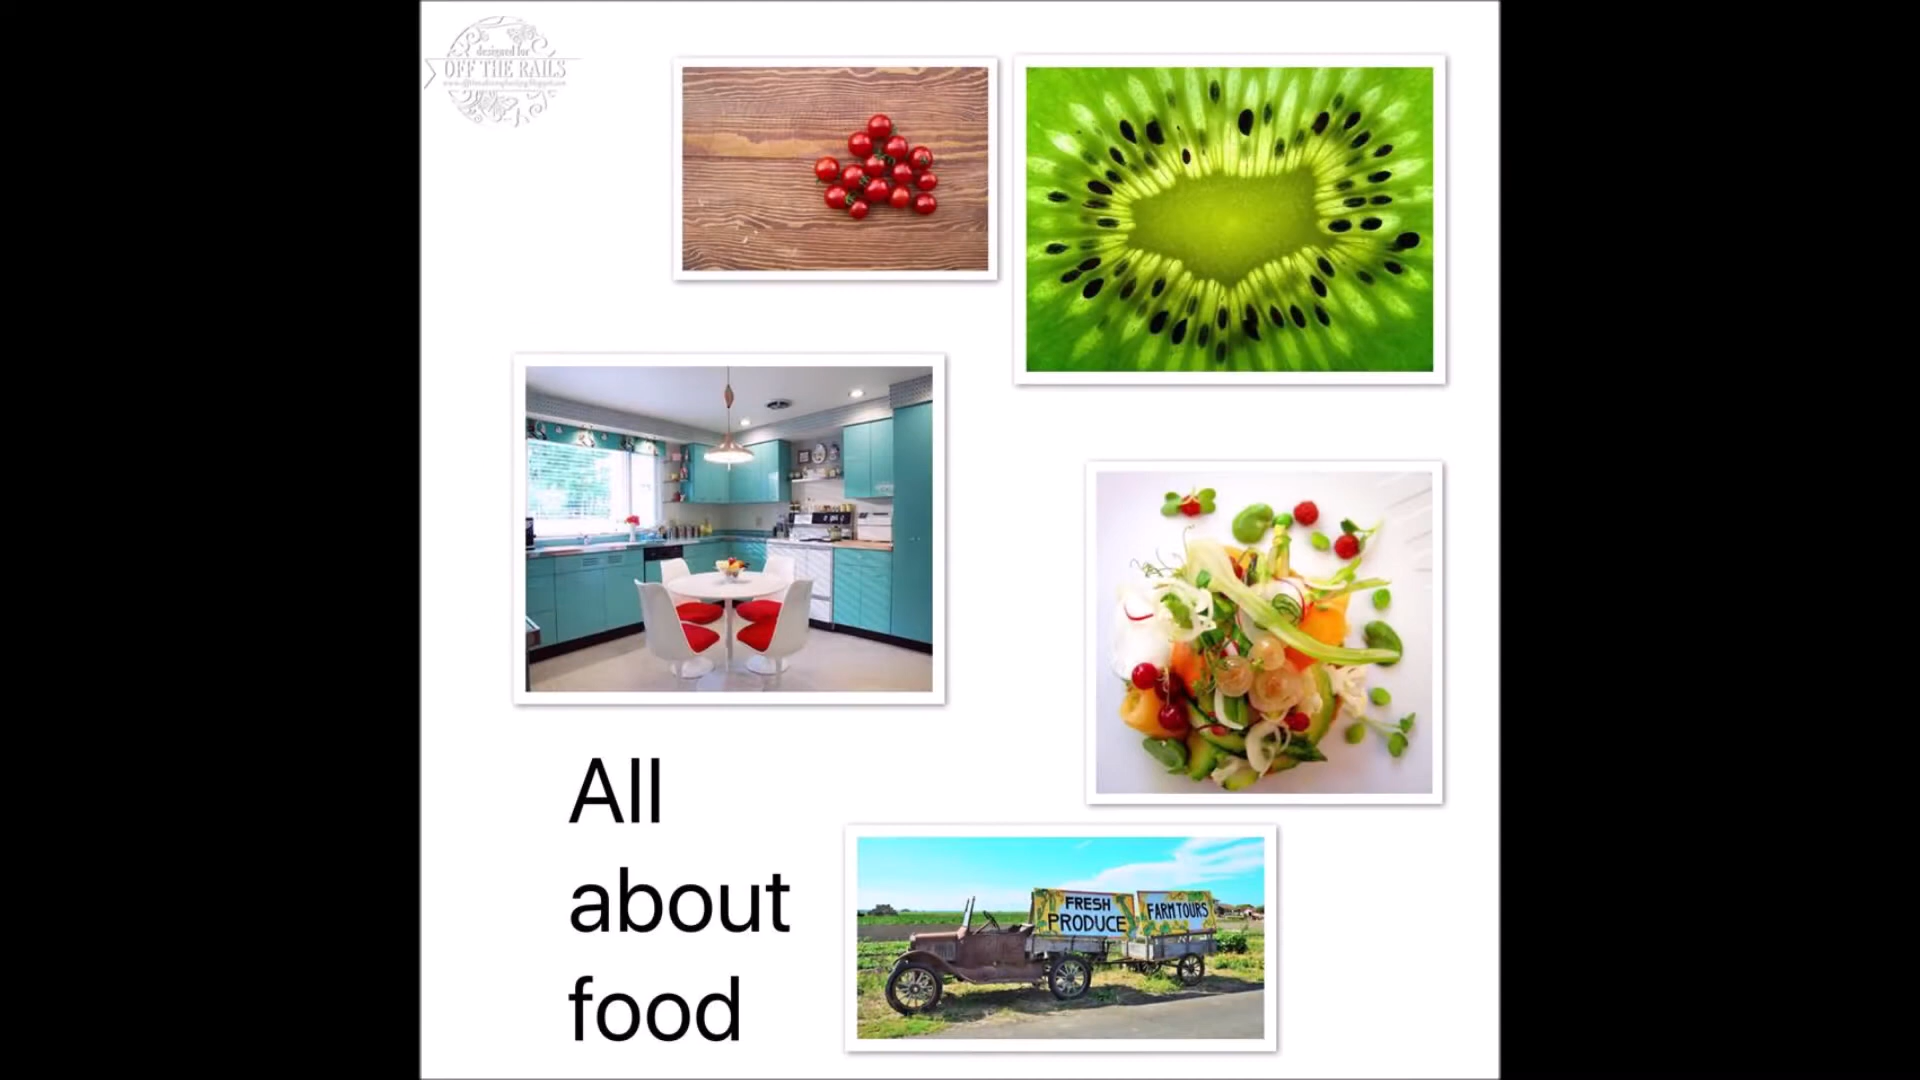 designed for
OFF THE RAILS
All
about
food
FRESH
PRODUCE
FARM TOURS